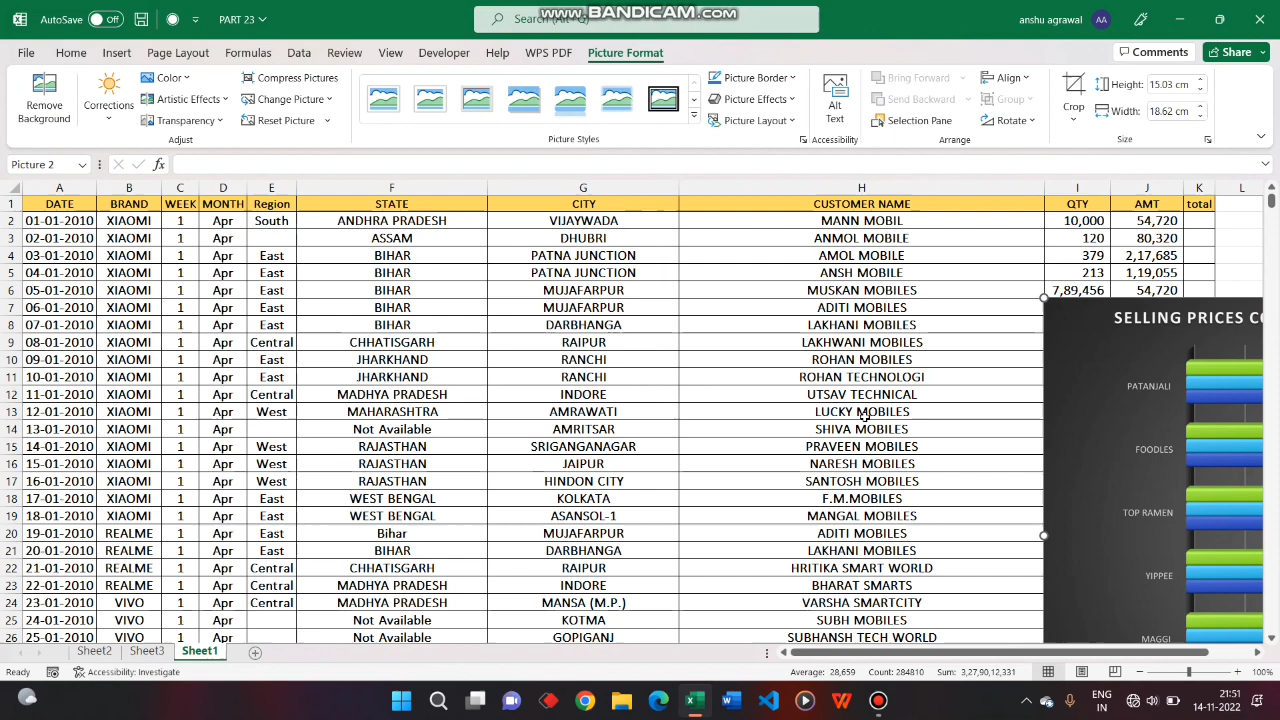 AutoSave Off PART 23 Search (Alt+Q) www.BANDICAM.com anshu agrawal AA
File Home Insert Page Layout Formulas Data Review View Developer Help WPS PDF Picture Format Comments Share
Remove Background Corrections Color Artistic Effects Transparency Compress Pictures Change Picture Reset Picture Picture Border Picture Effects Picture Layout Alt Text Bring Forward Send Backward Selection Pane Align Group Rotate Crop Height: 15.03 cm Width: 18.62 cm
Adjust Picture Styles Accessibility Arrange Size
Picture 2 fx
A B C D E F G H I J K L
1 DATE BRAND WEEK MONTH Region STATE CITY CUSTOMER NAME QTY AMT total
2 01-01-2010 XIAOMI 1 Apr South ANDHRA PRADESH VIJAYWADA MANN MOBIL 10,000 54,720
3 02-01-2010 XIAOMI 1 Apr ASSAM DHUBRI ANMOL MOBILE 120 80,320
4 03-01-2010 XIAOMI 1 Apr East BIHAR PATNA JUNCTION AMOL MOBILE 379 2,17,685
5 04-01-2010 XIAOMI 1 Apr East BIHAR PATNA JUNCTION ANSH MOBILE 213 1,19,055
6 05-01-2010 XIAOMI 1 Apr East BIHAR MUJAFARPUR MUSKAN MOBILES 7,89,456 54,720
7 06-01-2010 XIAOMI 1 Apr East BIHAR MUJAFARPUR ADITI MOBILES
8 07-01-2010 XIAOMI 1 Apr East BIHAR DARBHANGA LAKHANI MOBILES
9 08-01-2010 XIAOMI 1 Apr Central CHHATISGARH RAIPUR LAKHWANI MOBILES
10 09-01-2010 XIAOMI 1 Apr East JHARKHAND RANCHI ROHAN MOBILES
11 10-01-2010 XIAOMI 1 Apr East JHARKHAND RANCHI ROHAN TECHNOLOGI
12 11-01-2010 XIAOMI 1 Apr Central MADHYA PRADESH INDORE UTSAV TECHNICAL
13 12-01-2010 XIAOMI 1 Apr West MAHARASHTRA AMRAWATI LUCKY MOBILES
14 13-01-2010 XIAOMI 1 Apr Not Available AMRITSAR SHIVA MOBILES
15 14-01-2010 XIAOMI 1 Apr West RAJASTHAN SRIGANGANAGAR PRAVEEN MOBILES
16 15-01-2010 XIAOMI 1 Apr West RAJASTHAN JAIPUR NARESH MOBILES
17 16-01-2010 XIAOMI 1 Apr West RAJASTHAN HINDON CITY SANTOSH MOBILES
18 17-01-2010 XIAOMI 1 Apr East WEST BENGAL KOLKATA F.M.MOBILES
19 18-01-2010 XIAOMI 1 Apr East WEST BENGAL ASANSOL-1 MANGAL MOBILES
20 19-01-2010 REALME 1 Apr East Bihar MUJAFARPUR ADITI MOBILES
21 20-01-2010 REALME 1 Apr East BIHAR DARBHANGA LAKHANI MOBILES
22 21-01-2010 REALME 1 Apr Central CHHATISGARH RAIPUR HRITIKA SMART WORLD
23 22-01-2010 REALME 1 Apr Central MADHYA PRADESH INDORE BHARAT SMARTS
24 23-01-2010 VIVO 1 Apr Central MADHYA PRADESH MANSA (M.P.) VARSHA SMARTCITY
25 24-01-2010 VIVO 1 Apr Not Available KOTMA SUBH MOBILES
26 25-01-2010 VIVO 1 Apr Not Available GOPIGANJ SUBHANSH TECH WORLD
SELLING PRICES CO
PATANJALI
FOODLES
TOP RAMEN
YIPPEE
MAGGI
Sheet2 Sheet3 Sheet1
Ready Accessibility: Investigate Average: 28,659 Count: 284810 Sum: 3,27,90,12,331 100%
ENG IN 21:51 14-11-2022